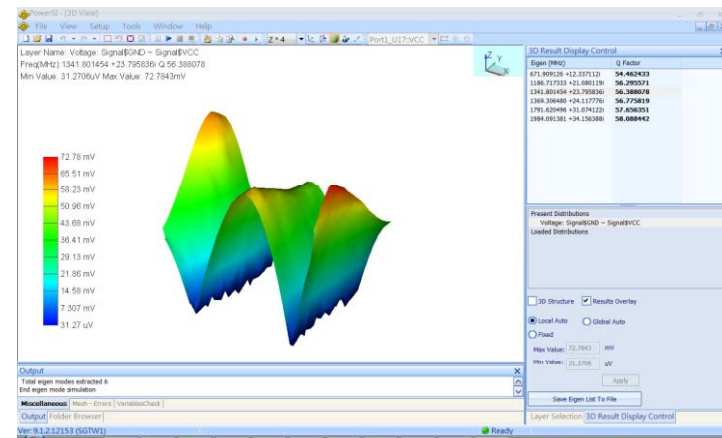 PowerSI - [3D View]
File View Setup Tools Window Help
Z*4 Port1_U17:VCC
Layer Name: Voltage: Signal$GND ~ Signal$VCC
Freq(MHz) 1341.801454 +23.795836i Q 56.388078
Min Value: 31.2706uV Max Value: 72.7843mV
72.78 mV
65.51 mV
58.23 mV
50.96 mV
43.68 mV
36.41 mV
29.13 mV
21.86 mV
14.58 mV
7.307 mV
31.27 uV
Z
Y
X
3D Result Display Control
Eigen (MHz) Q Factor
671.909126 +12.337112i 54.462433
1186.717333 +21.080119i 56.295571
1341.801454 +23.795836i 56.388078
1369.306480 +24.117776i 56.775819
1791.620496 +31.074122i 57.656351
1984.091381 +34.156388i 58.088442
Present Distributions
Voltage: Signal$GND ~ Signal$VCC
Loaded Distributions
3D Structure Results Overlay
Local Auto Global Auto
Fixed
Max Value: 72.7843 mV
Min Value: 31.2706 uV
Apply
Save Eigen List To File
Layer Selection 3D Result Display Control
Output
Total eigen modes extracted 6
End eigen mode simulation
Miscellaneous Mesh - Errors VariablesCheck
Output Folder Browser
Ver: 9.1.2.12153 (SGTW1) Ready